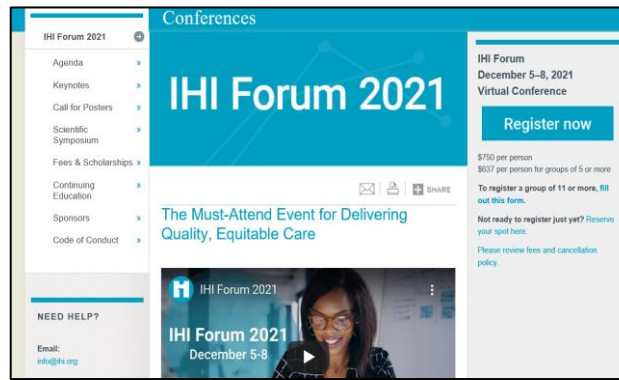 Conferences
IHI Forum 2021
Agenda
Keynotes
Call for Posters
Scientific
Symposium
Fees & Scholarships
Continuing
Education
Sponsors
Code of Conduct
NEED HELP?
Email:
info@ihi.org
IHI Forum 2021
SHARE
The Must-Attend Event for Delivering
Quality, Equitable Care
IHI Forum 2021
IHI Forum 2021
December 5-8
IHI Forum
December 5–8, 2021
Virtual Conference
Register now
$750 per person
$637 per person for groups of 5 or more
To register a group of 11 or more, fill
out this form.
Not ready to register just yet? Reserve
your spot here.
Please review fees and cancellation
policy.